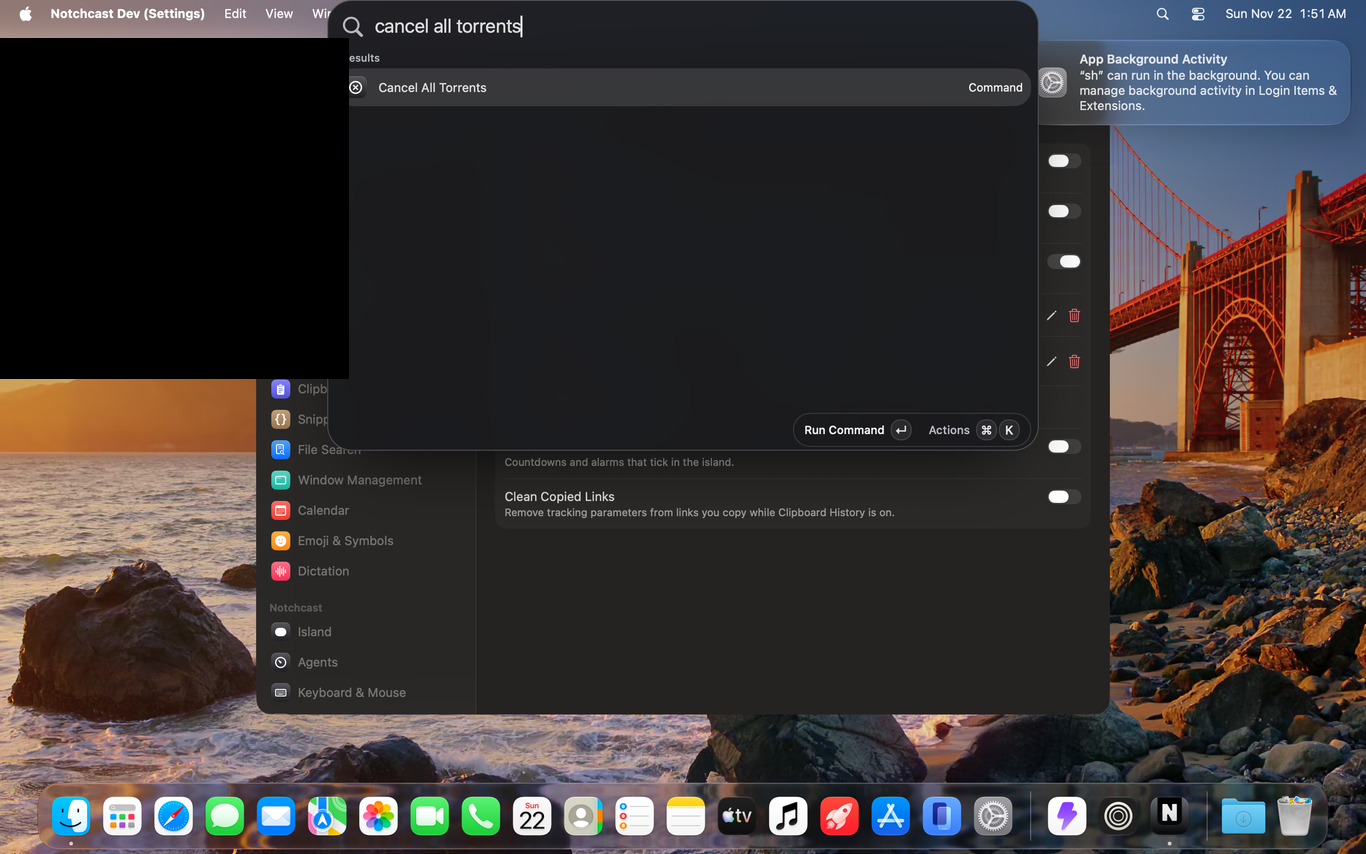 Notchcast Dev (Settings) Edit View Wi
Sun Nov 22 1:51 AM
cancel all torrents
esults
Cancel All Torrents Command
Run Command ↵ Actions ⌘ K
App Background Activity
“sh” can run in the background. You can
manage background activity in Login Items &
Extensions.
Clipb
Snipp
File Search
Window Management
Calendar
Emoji & Symbols
Dictation
Notchcast
Island
Agents
Keyboard & Mouse
Countdowns and alarms that tick in the island.
Clean Copied Links
Remove tracking parameters from links you copy while Clipboard History is on.
Sun
22
tv
N